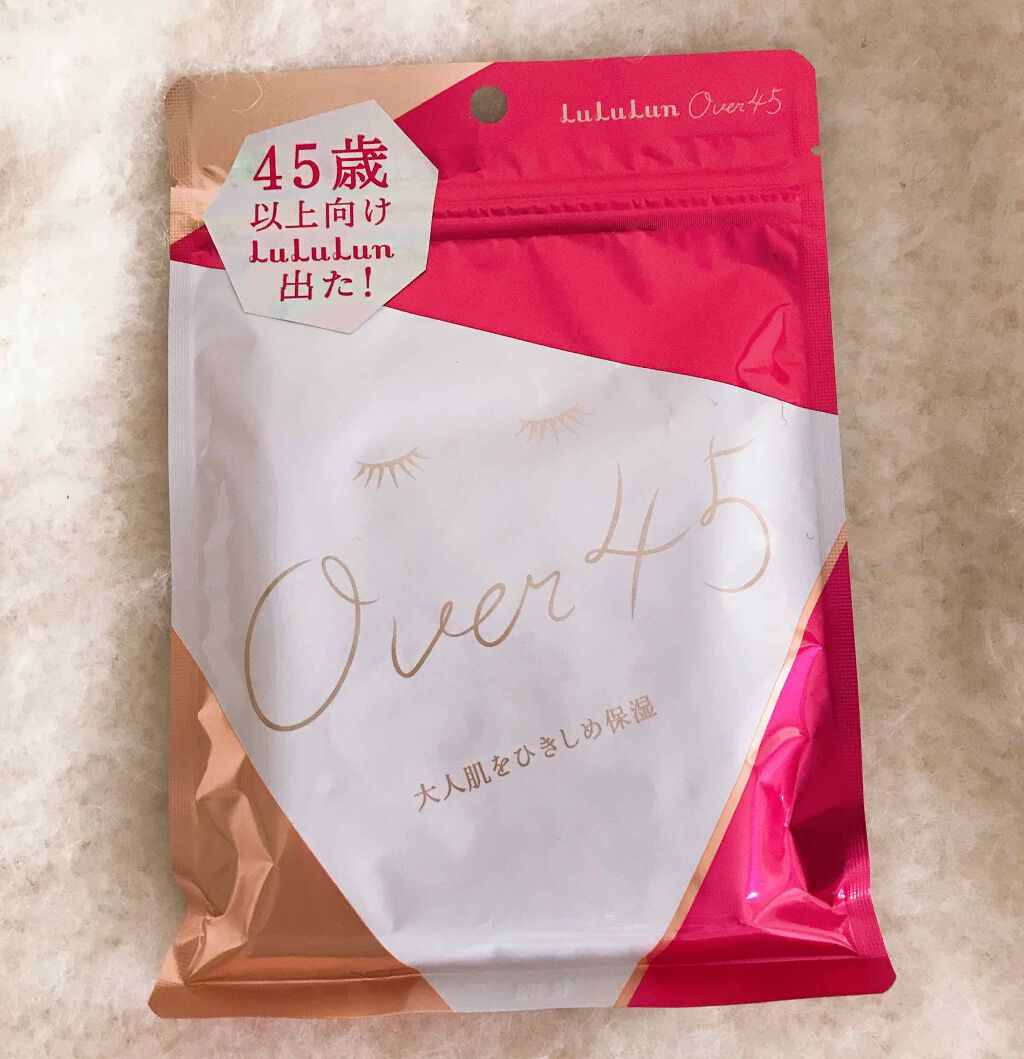 LuLuLun Over45
45歳
以上向け
LuLuLun
出た!
Over45
大人肌をひきしめ保湿